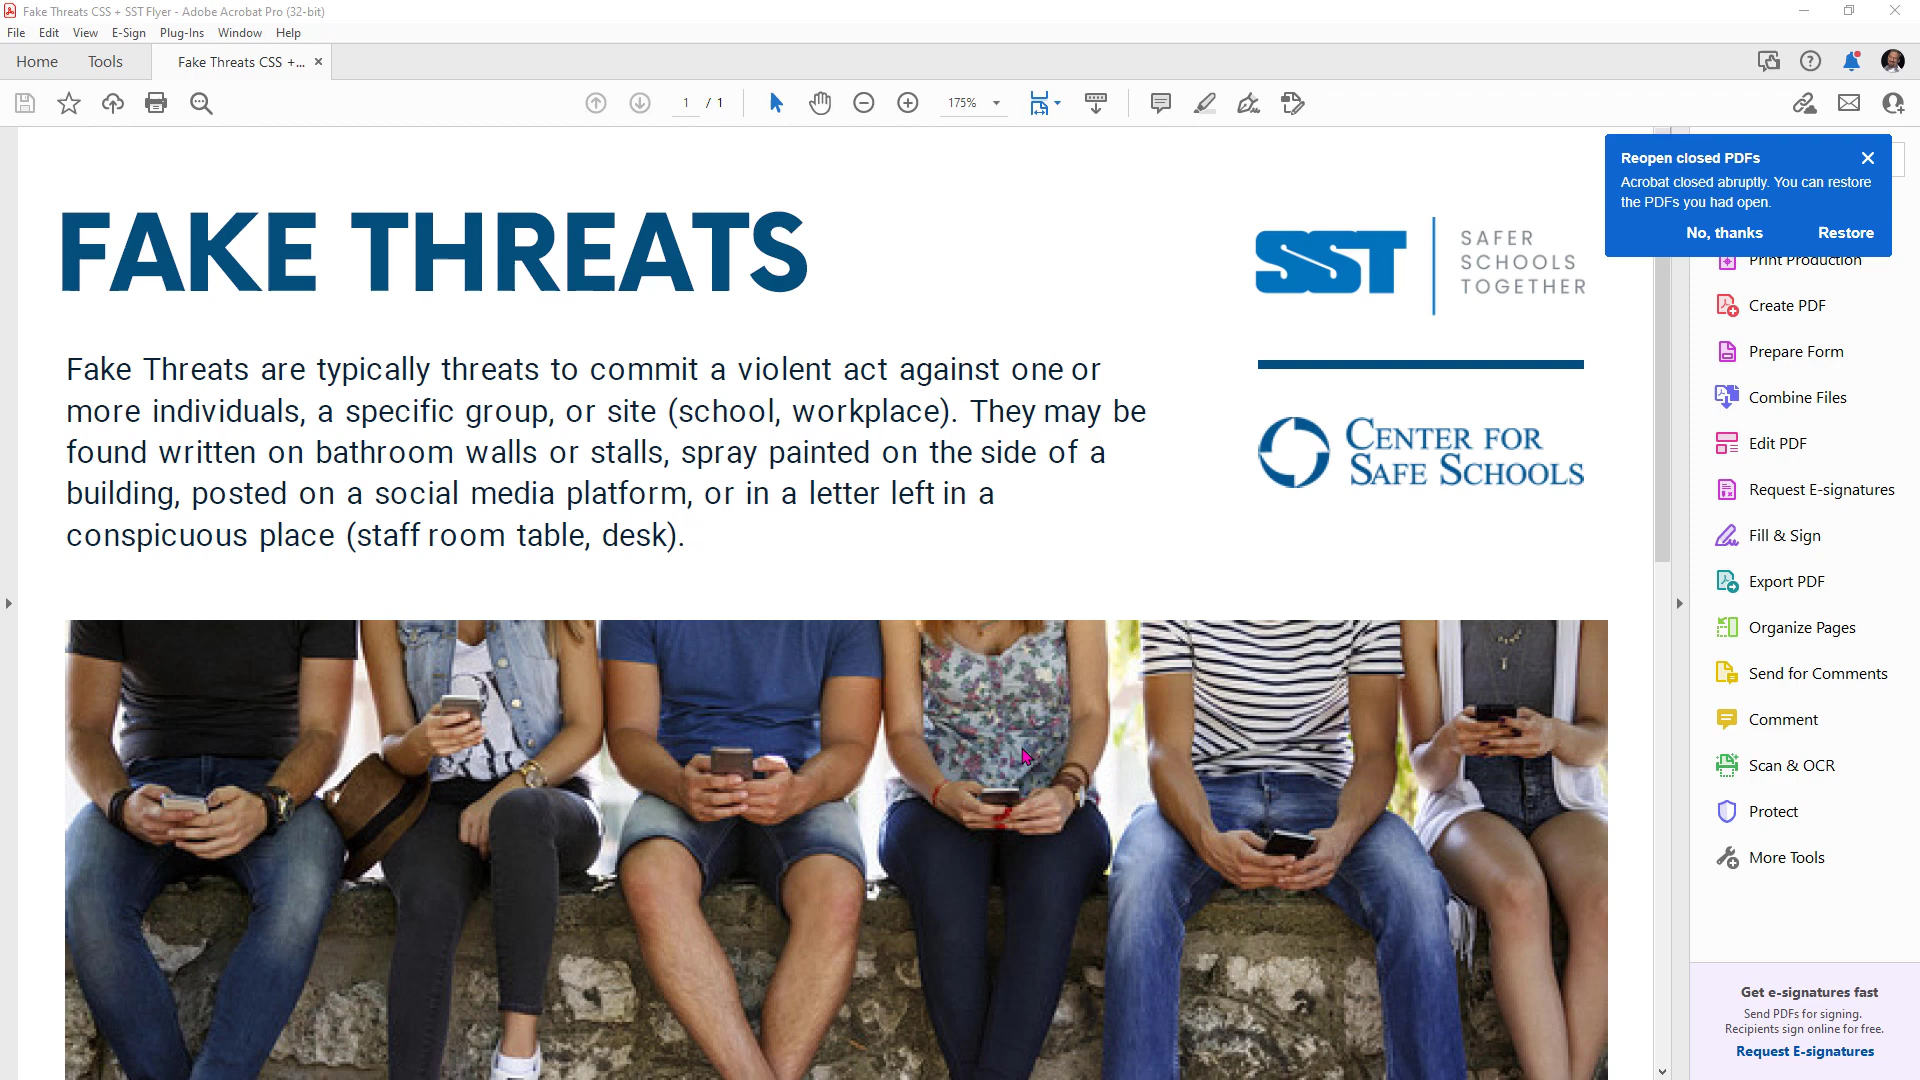 Fake Threats CSS + SST Flyer - Adobe Acrobat Pro (32-bit)
File Edit View E-Sign Plug-Ins Window Help
Home Tools Fake Threats CSS +...
1 / 1 175%
Reopen closed PDFs
Acrobat closed abruptly. You can restore
the PDFs you had open.
No, thanks Restore
FAKE THREATS
SST
SAFER
SCHOOLS
TOGETHER
Fake Threats are typically threats to commit a violent act against one or
more individuals, a specific group, or site (school, workplace). They may be
found written on bathroom walls or stalls, spray painted on the side of a
building, posted on a social media platform, or in a letter left in a
conspicuous place (staff room table, desk).
CENTER FOR
SAFE SCHOOLS
Print Production
Create PDF
Prepare Form
Combine Files
Edit PDF
Request E-signatures
Fill & Sign
Export PDF
Organize Pages
Send for Comments
Comment
Scan & OCR
Protect
More Tools
Get e-signatures fast
Send PDFs for signing.
Recipients sign online for free.
Request E-signatures